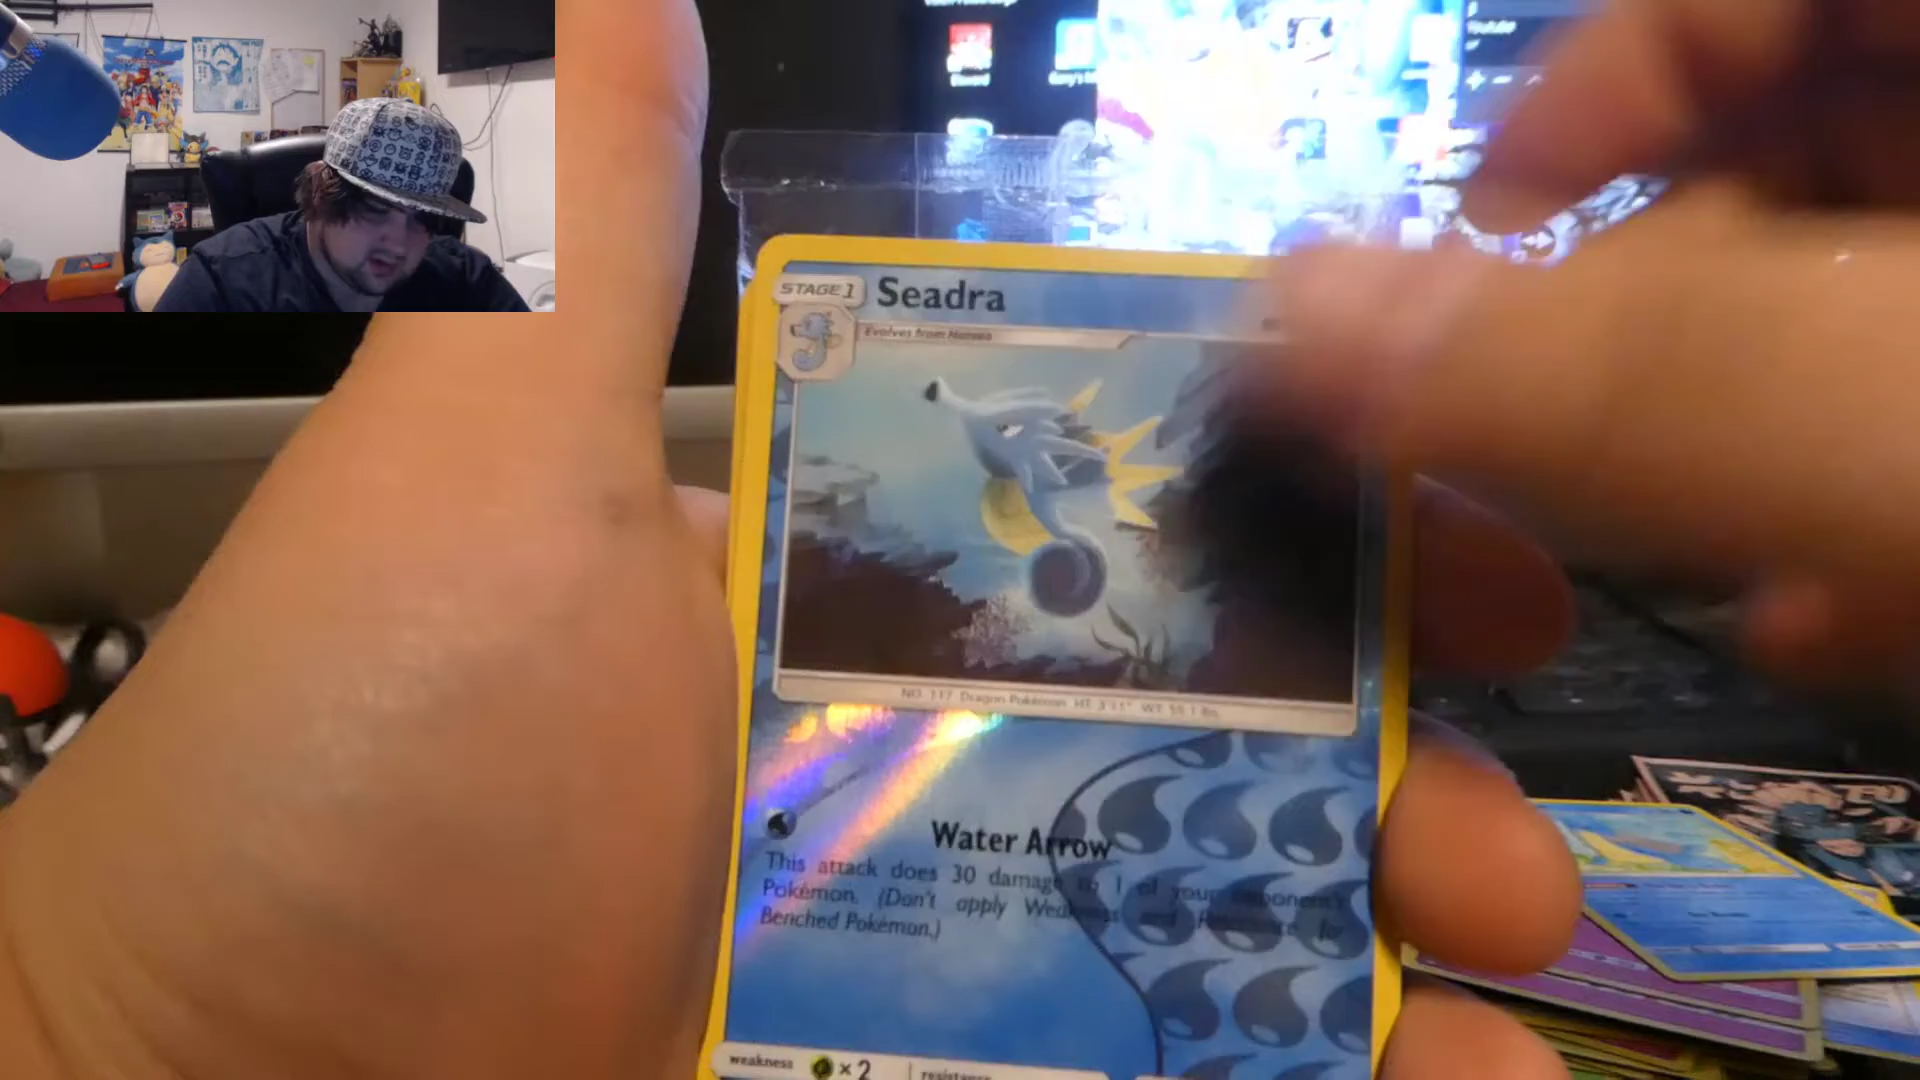 STAGE1
Seadra
Evolves from Horsea
NO. 117 Dragon Pokémon HT: 3'11" WT: 55.1 lbs.
Water Arrow
This attack does 30 damage to 1 of your opponent's
Pokémon. (Don't apply Weakness and Resistance for
Benched Pokémon.)
weakness ×2
resistance
Youtube